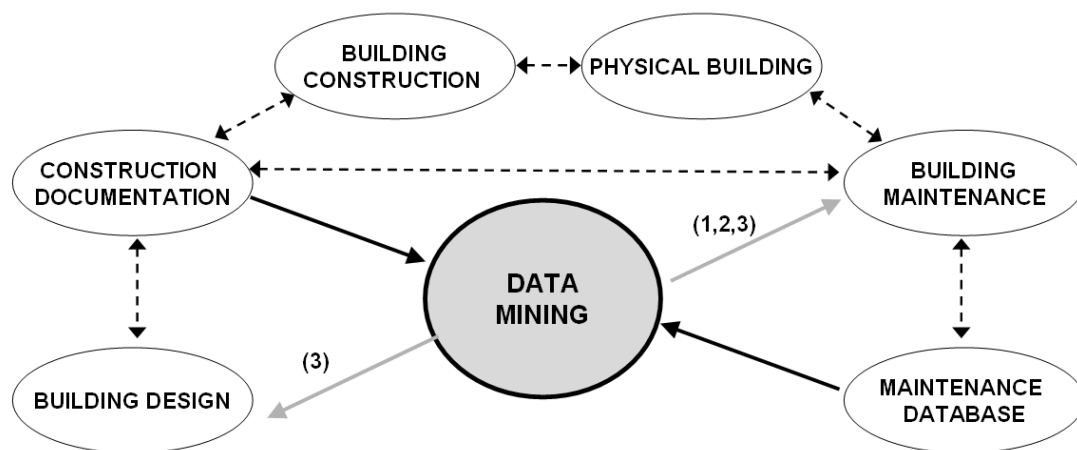 BUILDING
CONSTRUCTION
PHYSICAL BUILDING
CONSTRUCTION
DOCUMENTATION
BUILDING
MAINTENANCE
(1,2,3)
DATA
MINING
(3)
BUILDING DESIGN
MAINTENANCE
DATABASE